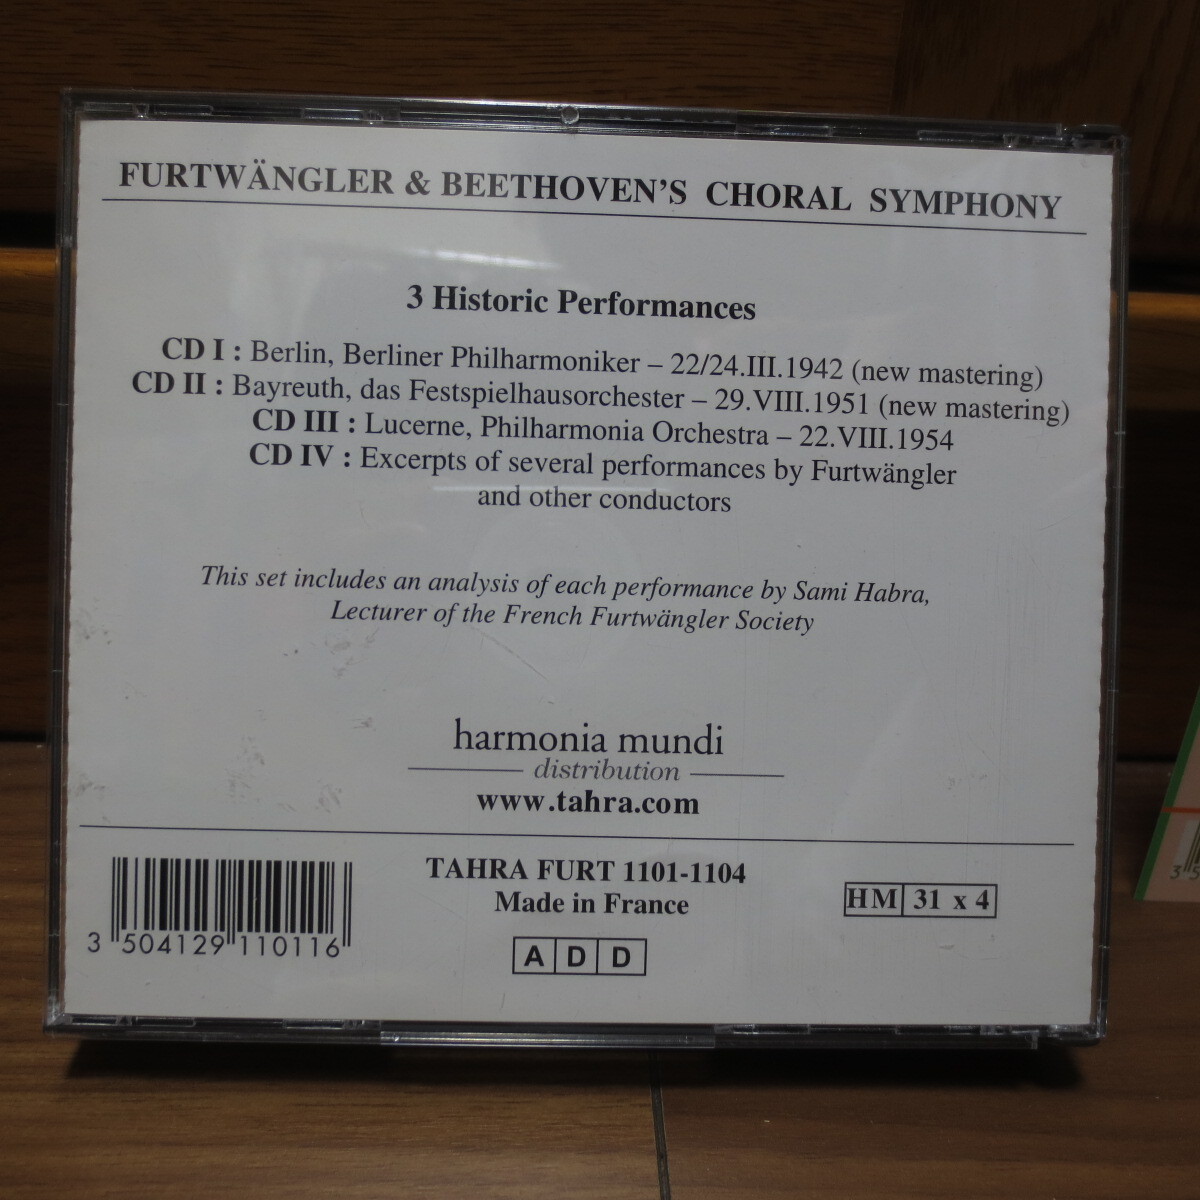 FURTWÄNGLER & BEETHOVEN'S CHORAL SYMPHONY
3 Historic Performances
CD I : Berlin, Berliner Philharmoniker – 22/24.III.1942 (new mastering)
CD II : Bayreuth, das Festspielhausorchester – 29.VIII.1951 (new mastering)
CD III : Lucerne, Philharmonia Orchestra – 22.VIII.1954
CD IV : Excerpts of several performances by Furtwängler
and other conductors
This set includes an analysis of each performance by Sami Habra,
Lecturer of the French Furtwängler Society
harmonia mundi
distribution
www.tahra.com
TAHRA FURT 1101-1104
Made in France
HM 31 x 4
A D D
3 504129 110116